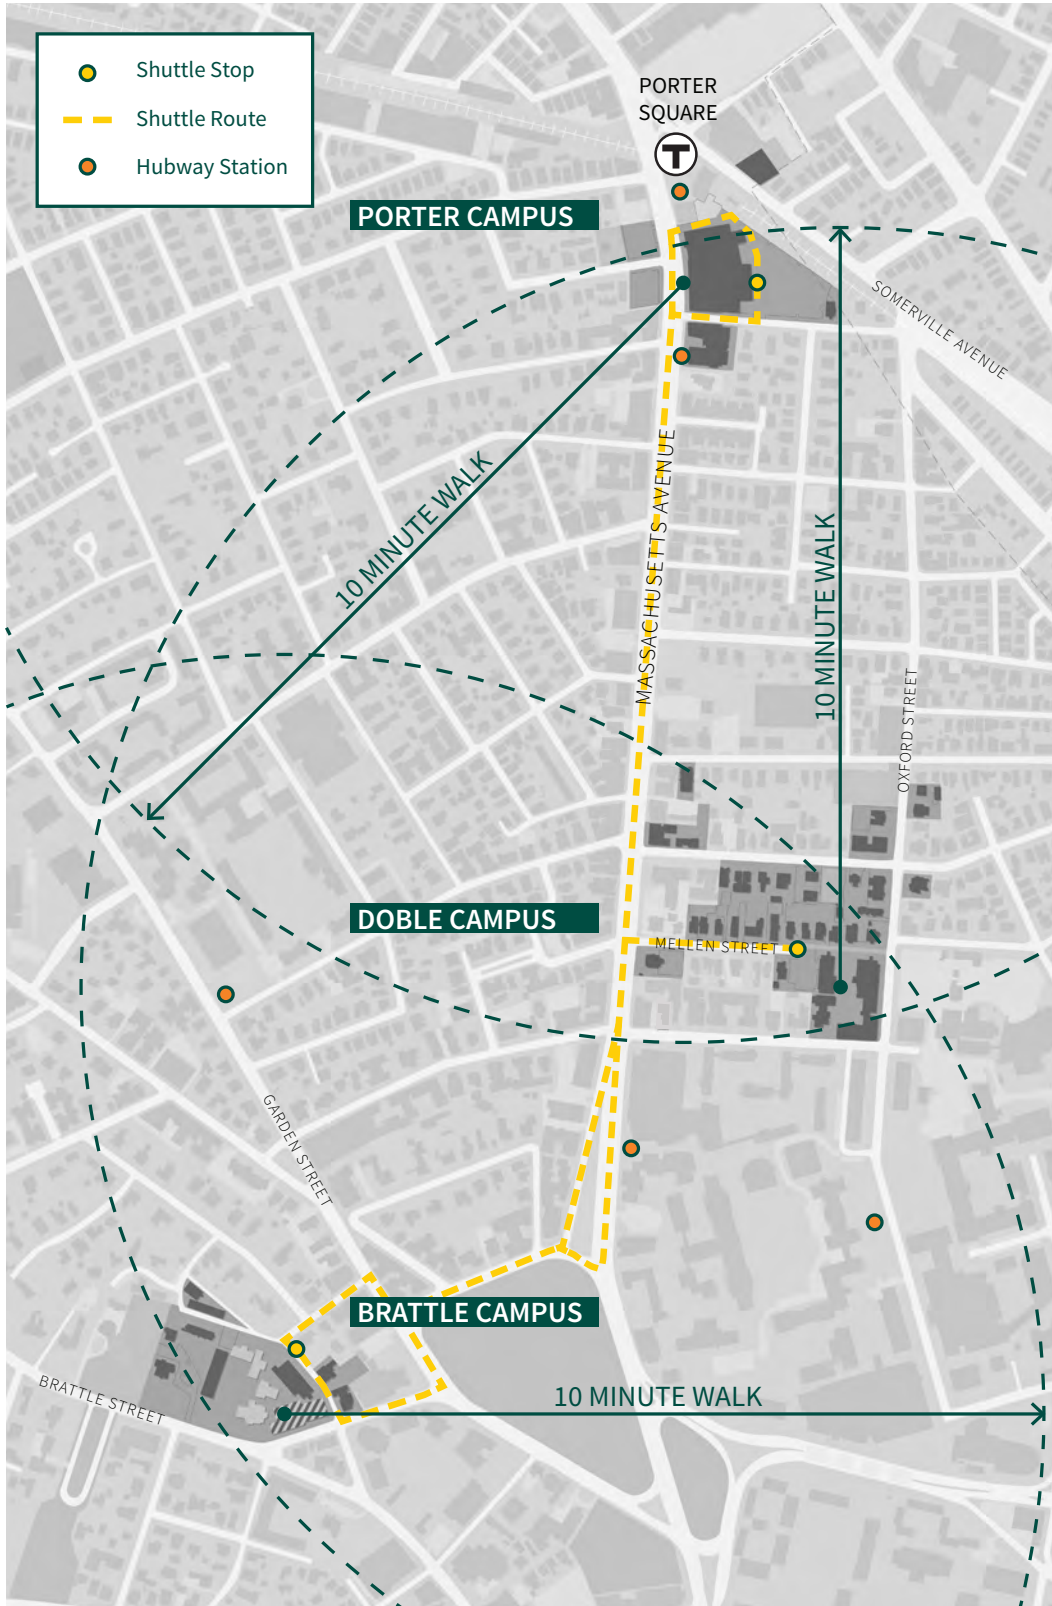 Shuttle Stop
Shuttle Route
Hubway Station
PORTER
SQUARE
T
PORTER CAMPUS
SOMERVILLE AVENUE
10 MINUTE WALK
MASSACHUSETTS AVENUE
10 MINUTE WALK
OXFORD STREET
DOBLE CAMPUS
MELLEN STREET
GARDEN STREET
BRATTLE CAMPUS
BRATTLE STREET
10 MINUTE WALK